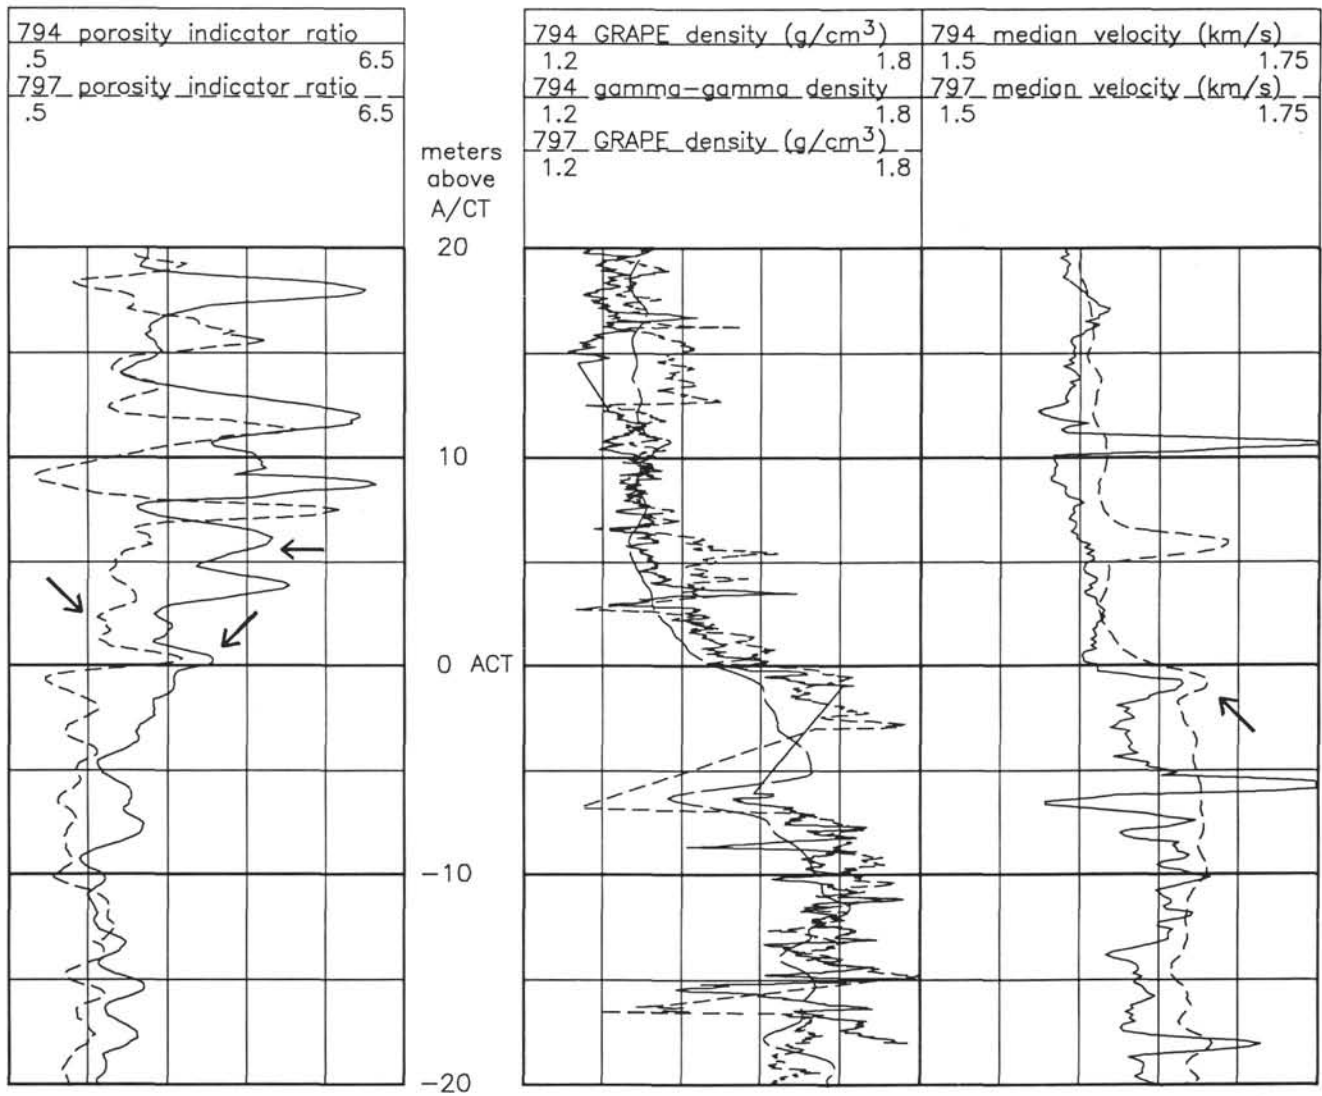 794 porosity indicator ratio
.5 6.5
797 porosity indicator ratio
.5 6.5
meters
above
A/CT
794 GRAPE density (g/cm³)
1.2 1.8
794 gamma-gamma density
1.2 1.8
797 GRAPE density (g/cm³)
1.2 1.8
794 median velocity (km/s)
1.5 1.75
797 median velocity (km/s)
1.5 1.75
20
10
0 ACT
-10
-20